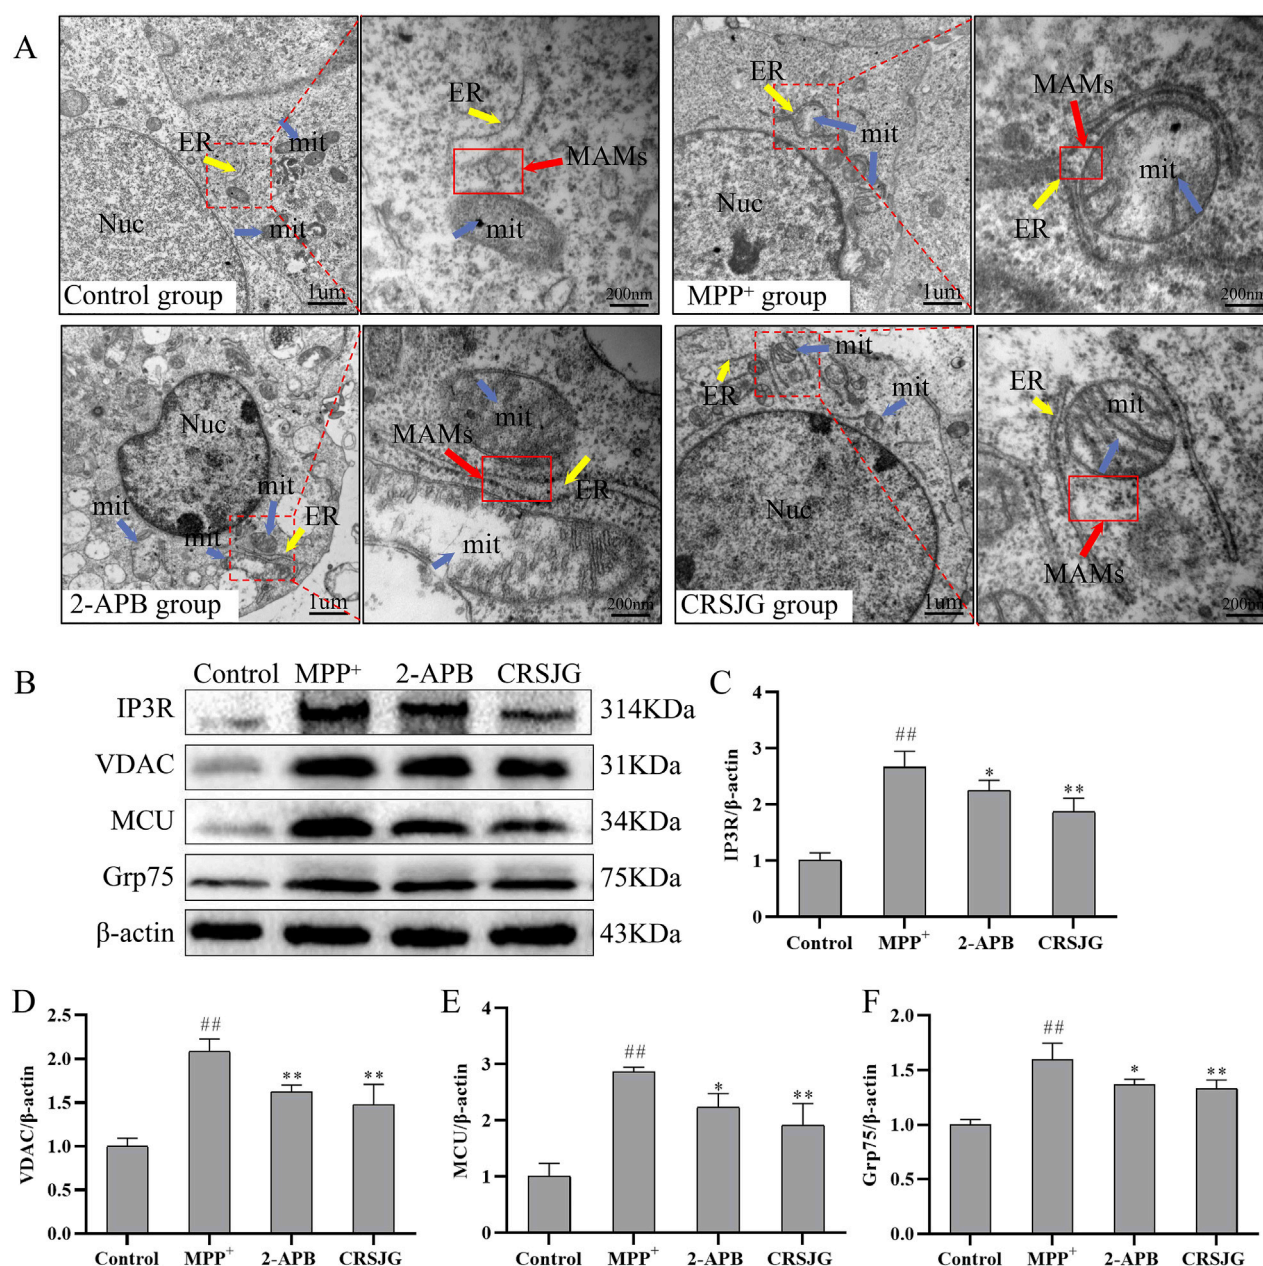 A
ER
mit
Nuc
mit
Control group
1um
ER
MAMs
mit
200nm
ER
mit
Nuc
MPP⁺ group
1um
MAMs
mit
ER
200nm
Nuc
mit
mit
ER
mit
2-APB group
1um
mit
MAMs
ER
mit
200nm
mit
ER
mit
Nuc
CRSJG group
1um
ER
mit
MAMs
200nm
B
Control MPP⁺ 2-APB CRSJG
IP3R 314KDa
VDAC 31KDa
MCU 34KDa
Grp75 75KDa
β-actin 43KDa
C
IP3R/β-actin
4
3
2
1
0
##
*
**
Control MPP⁺ 2-APB CRSJG
D
VDAC/β-actin
2.5
2.0
1.5
1.0
0.5
0.0
##
**
**
Control MPP⁺ 2-APB CRSJG
E
MCU/β-actin
4
3
2
1
0
##
*
**
Control MPP⁺ 2-APB CRSJG
F
Grp75/β-actin
2.0
1.5
1.0
0.5
0.0
##
*
**
Control MPP⁺ 2-APB CRSJG